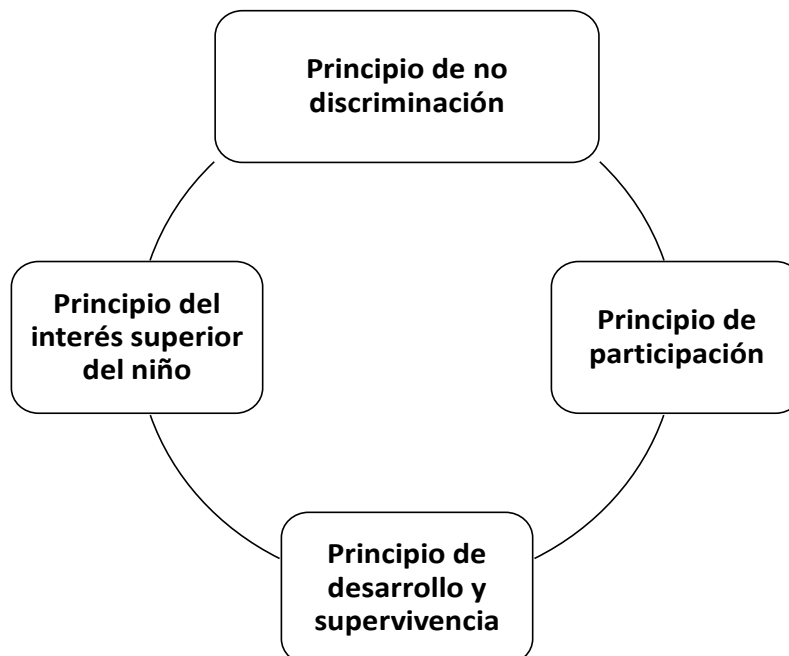 Principio de no
discriminación
Principio del
interés superior
del niño
Principio de
participación
Principio de
desarrollo y
supervivencia